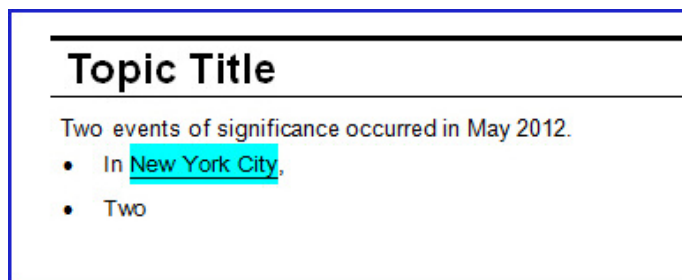 Topic Title
Two events of significance occurred in May 2012.
• In New York City,
• Two